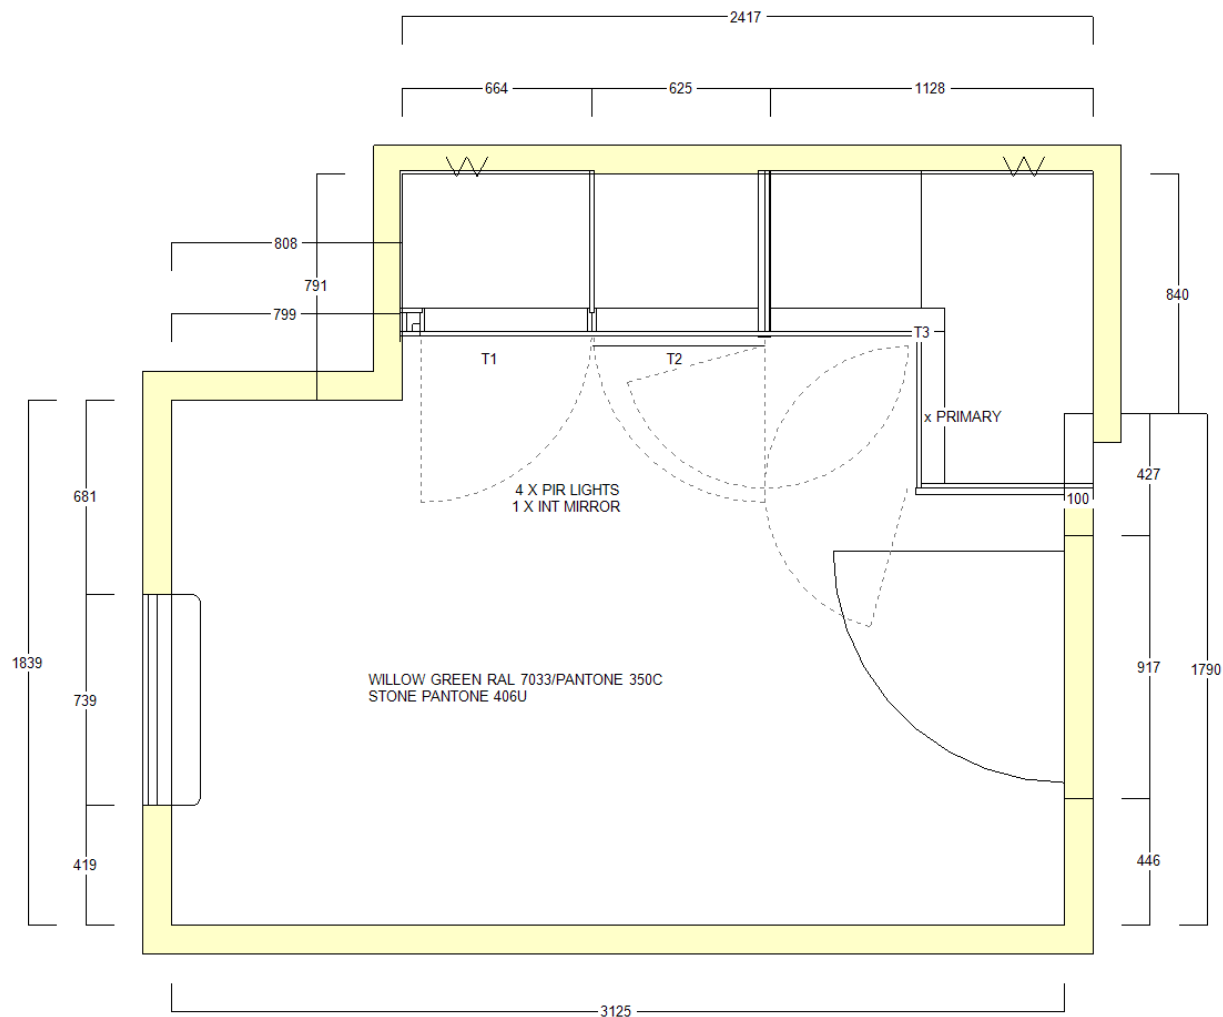 2417
664
625
1128
808
791
840
799
T3
T1
T2
x PRIMARY
427
681
4 X PIR LIGHTS
100
1 X INT MIRROR
1839
917
1790
WILLOW GREEN RAL 7033/PANTONE 350C
STONE PANTONE 406U
739
446
419
3125